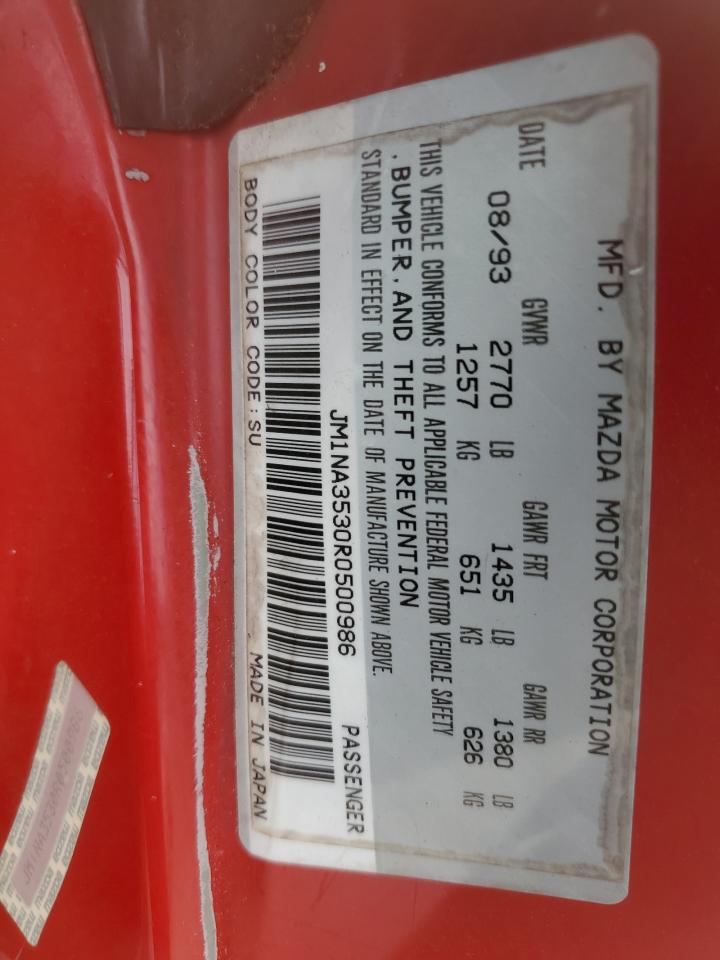 MFD. BY MAZDA MOTOR CORPORATION
DATE GVWR GAWR FRT GAWR RR
08/93 2770 LB 1435 LB 1380 LB
1257 KG 651 KG 626 KG
THIS VEHICLE CONFORMS TO ALL APPLICABLE FEDERAL MOTOR VEHICLE SAFETY
, BUMPER, AND THEFT PREVENTION
STANDARD IN EFFECT ON THE DATE OF MANUFACTURE SHOWN ABOVE.
JM1NA3530R0500986 PASSENGER
BODY COLOR CODE:SU MADE IN JAPAN